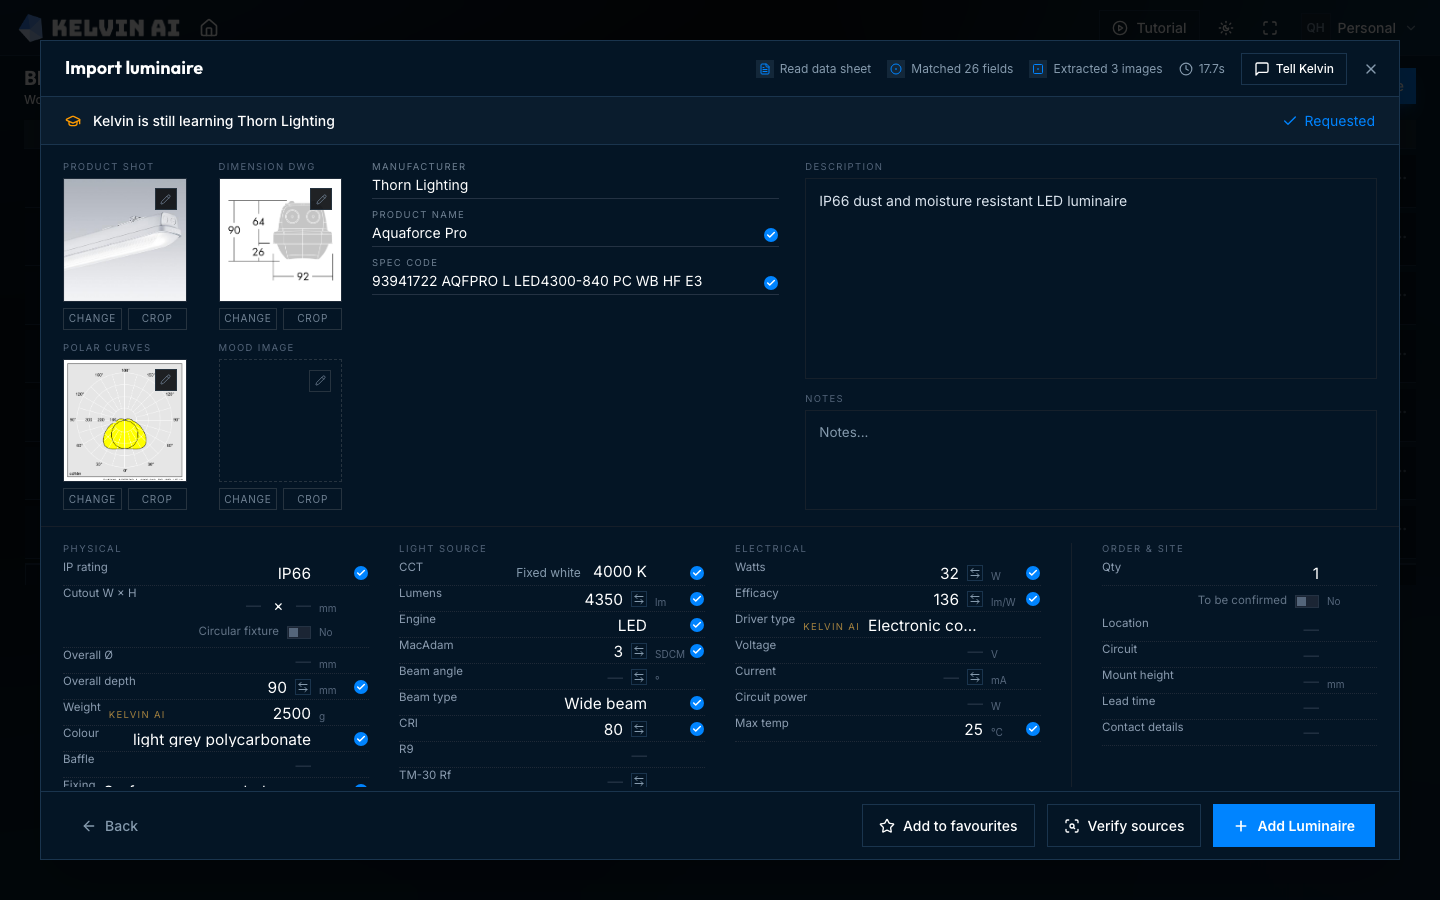 KELVIN AI
Tutorial
QH
Personal
Import luminaire
Read data sheet
Matched 26 fields
Extracted 3 images
17.7s
Tell Kelvin
Kelvin is still learning Thorn Lighting
Requested
PRODUCT SHOT
DIMENSION DWG
90
64
26
92
CHANGE
CROP
CHANGE
CROP
POLAR CURVES
MOOD IMAGE
CHANGE
CROP
CHANGE
CROP
MANUFACTURER
Thorn Lighting
PRODUCT NAME
Aquaforce Pro
SPEC CODE
93941722 AQFPRO L LED4300-840 PC WB HF E3
DESCRIPTION
IP66 dust and moisture resistant LED luminaire
NOTES
Notes...
PHYSICAL
IP rating
IP66
Cutout W × H
— × — mm
Circular fixture
No
Overall Ø
— mm
Overall depth
90 mm
Weight
KELVIN AI
2500 g
Colour
light grey polycarbonate
Baffle
—
Fixing
LIGHT SOURCE
CCT
Fixed white
4000 K
Lumens
4350 lm
Engine
LED
MacAdam
3 SDCM
Beam angle
— °
Beam type
Wide beam
CRI
80
R9
—
TM-30 Rf
—
ELECTRICAL
Watts
32 W
Efficacy
136 lm/W
Driver type
KELVIN AI
Electronic co...
Voltage
— V
Current
— mA
Circuit power
— W
Max temp
25 °C
ORDER & SITE
Qty
1
To be confirmed
No
Location
—
Circuit
—
Mount height
— mm
Lead time
—
Contact details
—
Back
Add to favourites
Verify sources
Add Luminaire